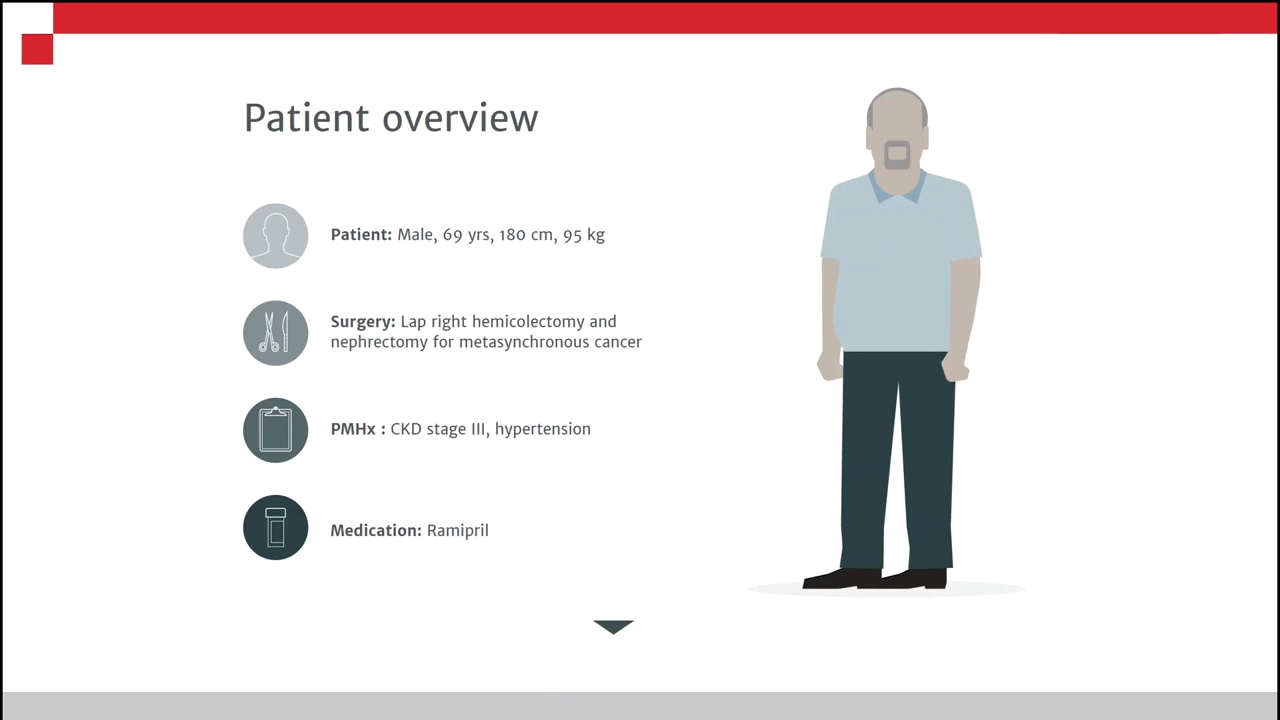 Patient overview
Patient: Male, 69 yrs, 180 cm, 95 kg
Surgery: Lap right hemicolectomy and
nephrectomy for metasynchronous cancer
PMHx : CKD stage III, hypertension
Medication: Ramipril